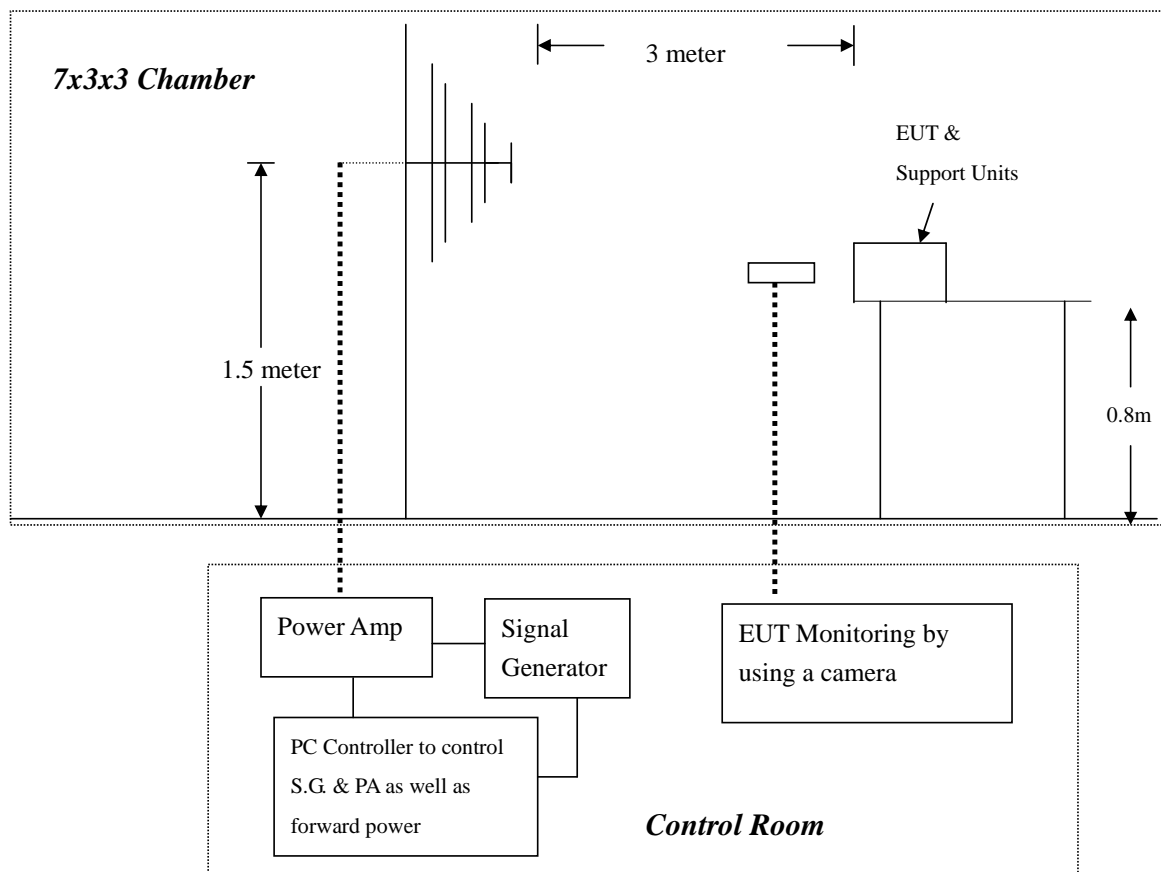 3 meter
7x3x3 Chamber
EUT &
Support Units
1.5 meter
0.8m
Power Amp
Signal
Generator
EUT Monitoring by
using a camera
PC Controller to control
S.G. & PA as well as
forward power
Control Room